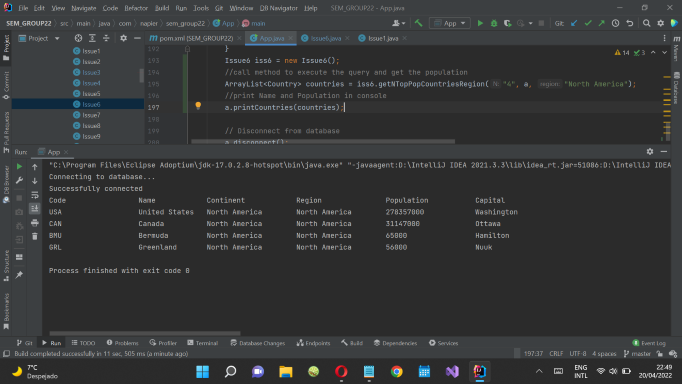 File Edit View Navigate Code Refactor Build Run Tools Git Window DB Navigator Help SEM_GROUP22 - App.java
SEM_GROUP22 src main java com napier sem_group22 App main App Git:
Project pom.xml (SEM_GROUP22) App.java Issue6.java Issue1.java
Issue1
Issue2
Issue3
Issue4
Issue5
Issue6
Issue7
Issue8
Issue9
192 }
193 Issue6 iss6 = new Issue6();
194 //call method to execute the query and get the population
195 ArrayList<Country> countries = iss6.getNTopPopCountriesRegion( N: "4", a, region: "North America");
196 //print Name and Population in console
197 a.printCountries(countries);
198
199 // Disconnect from database
a.disconnect();
14 3
Project
Commit
Pull Requests
DB Browser
Structure
Bookmarks
Maven
Database
Run: App
"C:\Program Files\Eclipse Adoptium\jdk-17.0.2.8-hotspot\bin\java.exe" "-javaagent:D:\IntelliJ IDEA 2021.3.3\lib\idea_rt.jar=51086:D:\IntelliJ IDEA
Connecting to database...
Successfully connected
Code Name Continent Region Population Capital
USA United States North America North America 278357000 Washington
CAN Canada North America North America 31147000 Ottawa
BMU Bermuda North America North America 65000 Hamilton
GRL Greenland North America North America 56000 Nuuk
Process finished with exit code 0
Git Run TODO Problems Profiler Terminal Database Changes Endpoints Build Dependencies Services Event Log
Build completed successfully in 11 sec, 505 ms (a minute ago) 197:37 CRLF UTF-8 4 spaces master
7°C
Despejado
ENG
INTL
22:49
20/04/2022